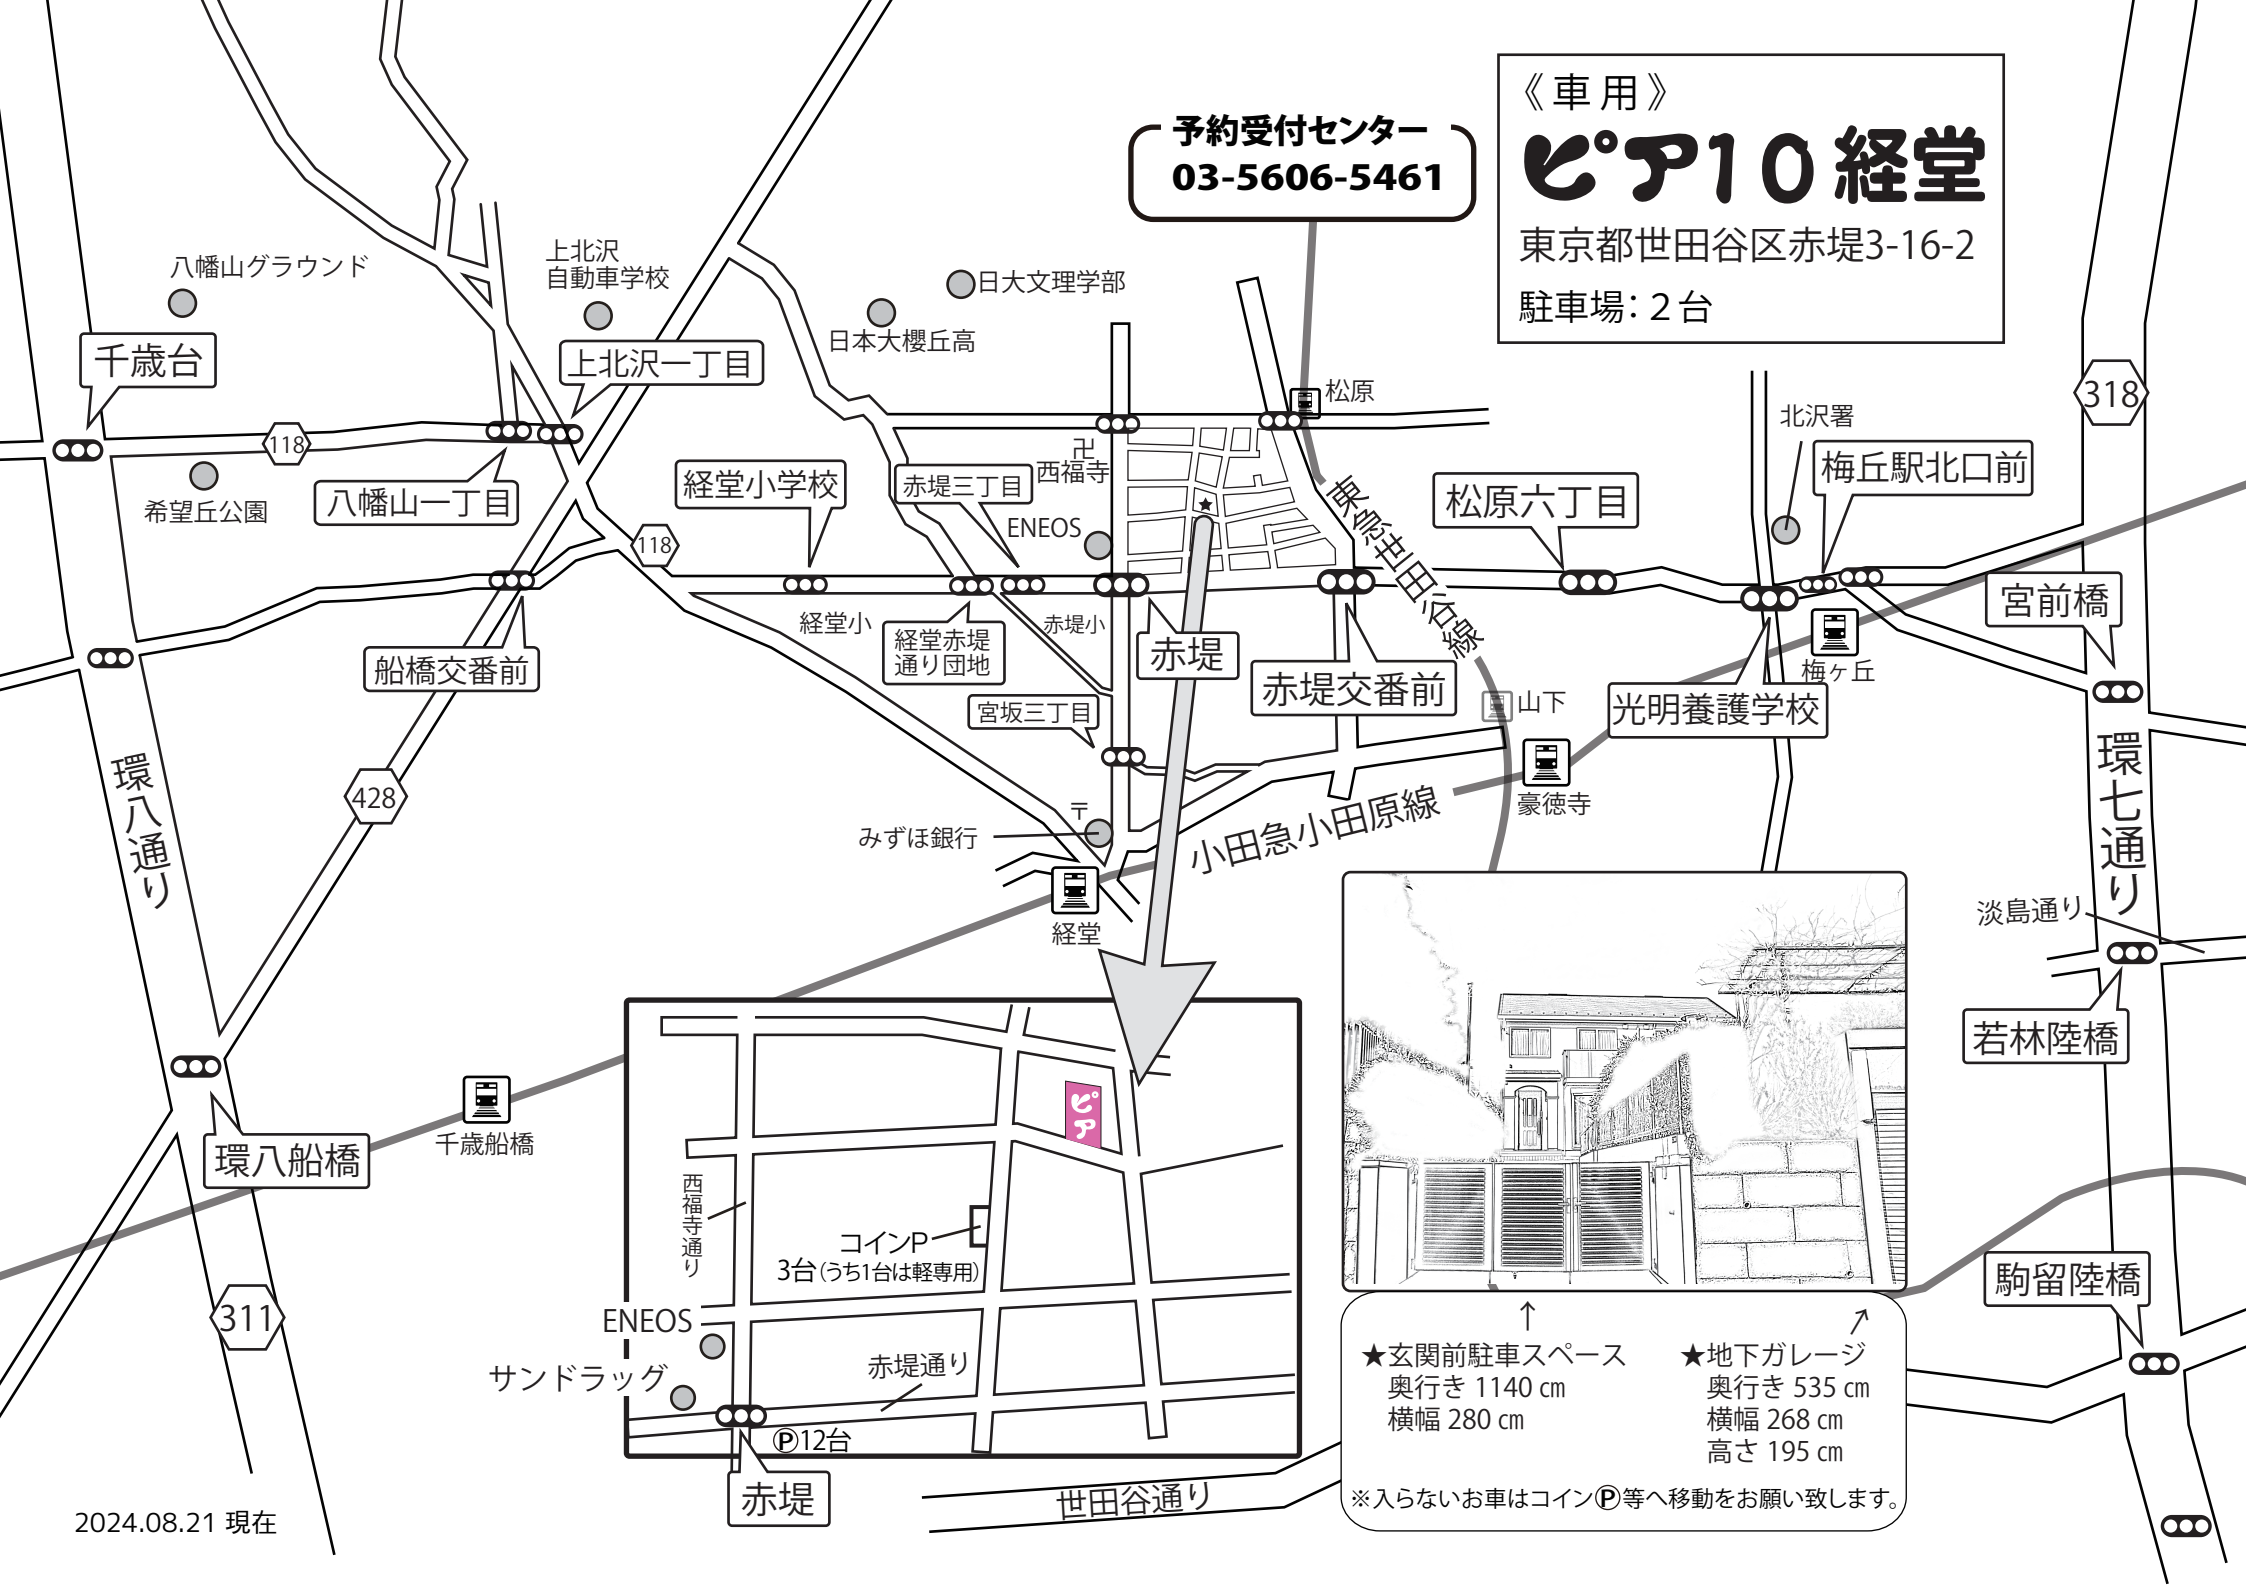 《車用》
ピア10経堂
東京都世田谷区赤堤3-16-2
駐車場：２台
予約受付センター
03-5606-5461
八幡山グラウンド
上北沢
自動車学校
日大文理学部
日本大櫻丘高
千歳台
上北沢一丁目
松原
318
北沢署
118
希望丘公園
八幡山一丁目
経堂小学校
赤堤三丁目
卍
西福寺
ENEOS
★
東急世田谷線
松原六丁目
梅丘駅北口前
118
宮前橋
経堂小
経堂赤堤
通り団地
赤堤小
赤堤
赤堤交番前
船橋交番前
梅ヶ丘
光明養護学校
宮坂三丁目
山下
環八通り
428
環七通り
〒
みずほ銀行
小田急小田原線
豪徳寺
経堂
淡島通り
若林陸橋
千歳船橋
環八船橋
311
駒留陸橋
ピア
西福寺通り
コインP
3台（うち1台は軽専用）
ENEOS
サンドラッグ
赤堤通り
Ⓟ12台
赤堤
世田谷通り
↑
↗
★玄関前駐車スペース
奥行き 1140 ㎝
横幅 280 ㎝
★地下ガレージ
奥行き 535 ㎝
横幅 268 ㎝
高さ 195 ㎝
※入らないお車はコインⓅ等へ移動をお願い致します。
2024.08.21 現在